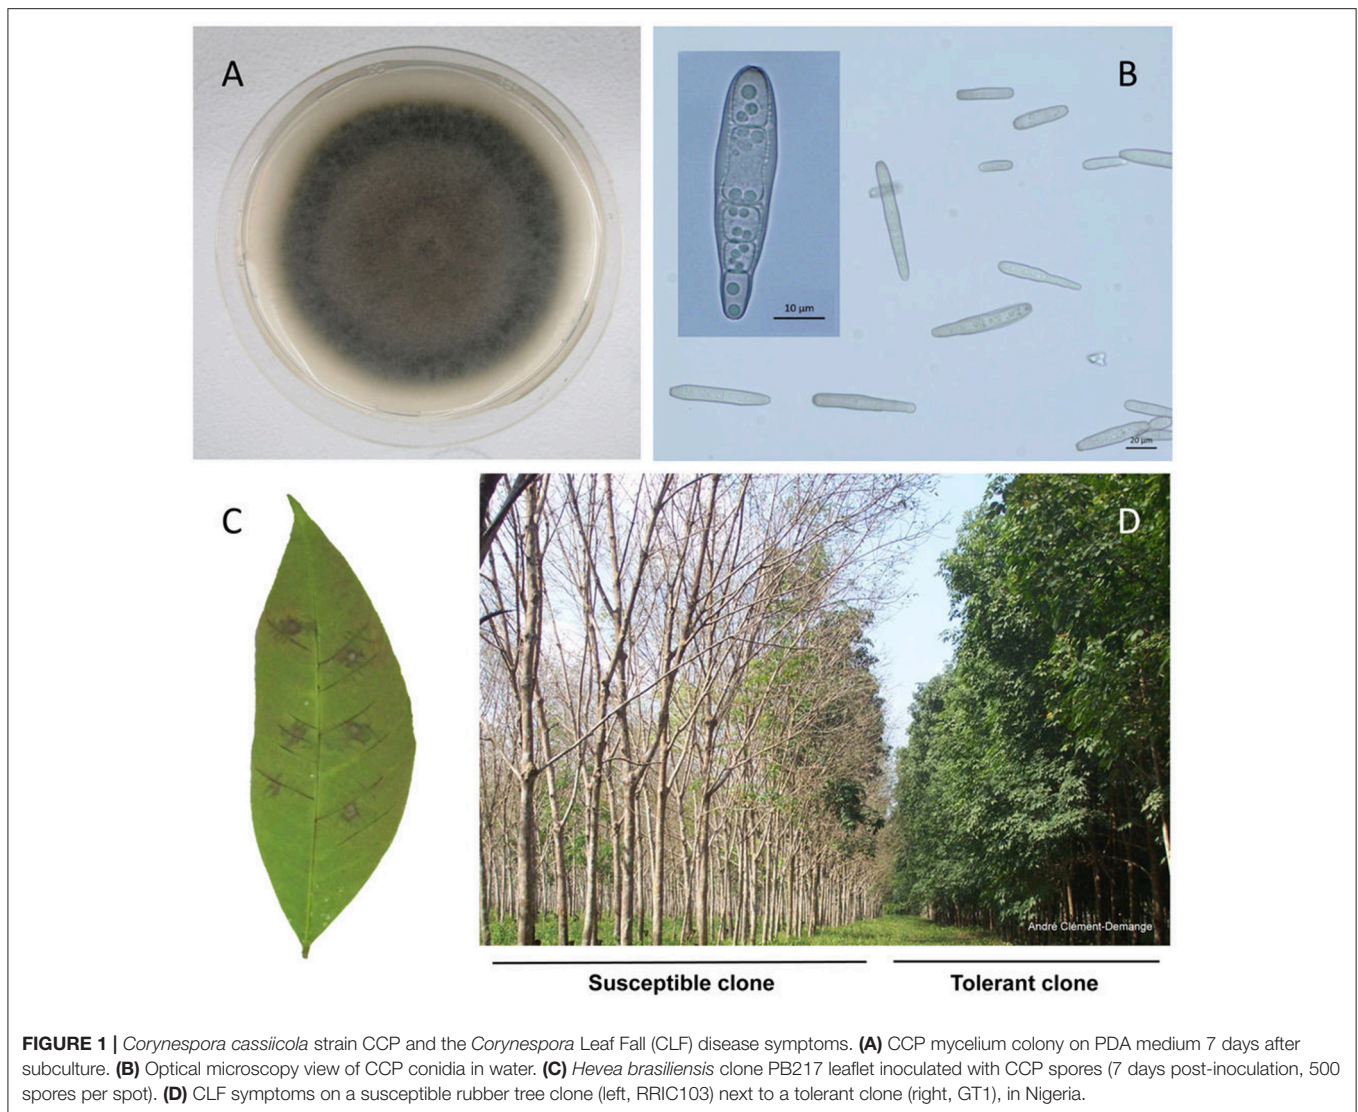 A
B
10 µm
20 µm
C
D
André Clément-Demange
Susceptible clone
Tolerant clone
FIGURE 1 | Corynespora cassiicola strain CCP and the Corynespora Leaf Fall (CLF) disease symptoms. (A) CCP mycelium colony on PDA medium 7 days after
subculture. (B) Optical microscopy view of CCP conidia in water. (C) Hevea brasiliensis clone PB217 leaflet inoculated with CCP spores (7 days post-inoculation, 500
spores per spot). (D) CLF symptoms on a susceptible rubber tree clone (left, RRIC103) next to a tolerant clone (right, GT1), in Nigeria.